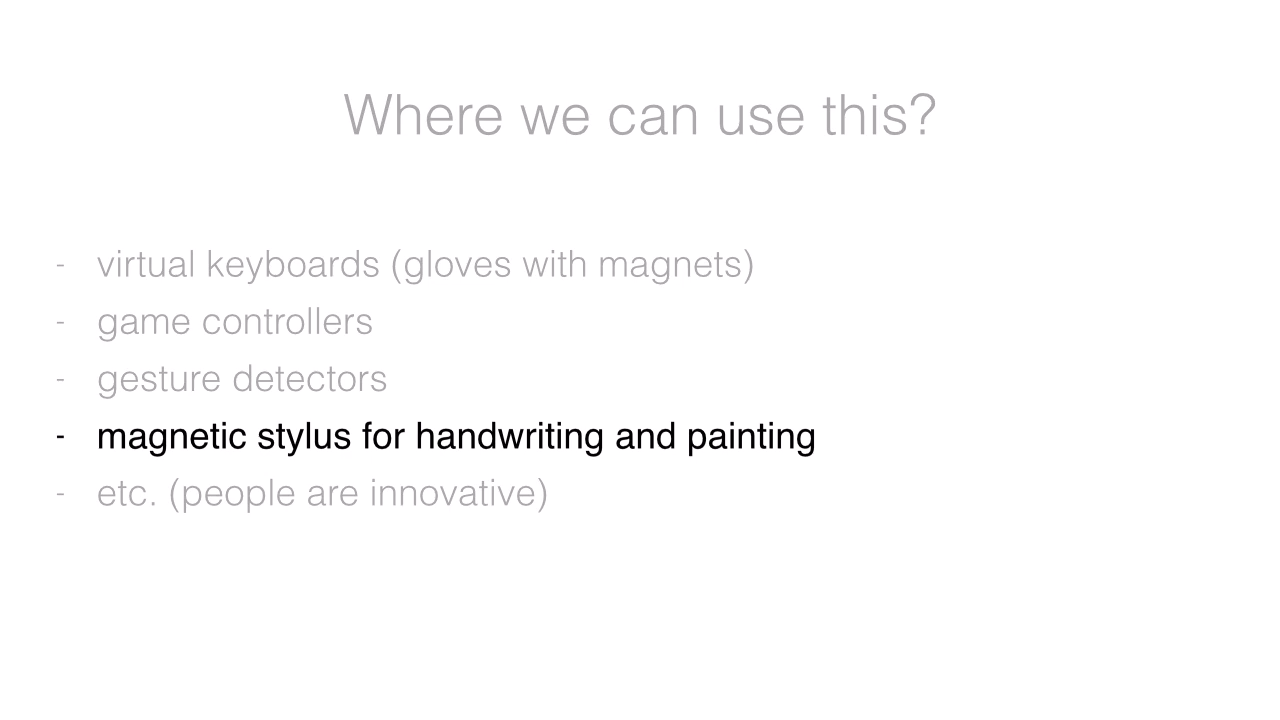 Where we can use this?
- virtual keyboards (gloves with magnets)
- game controllers
- gesture detectors
- magnetic stylus for handwriting and painting
- etc. (people are innovative)